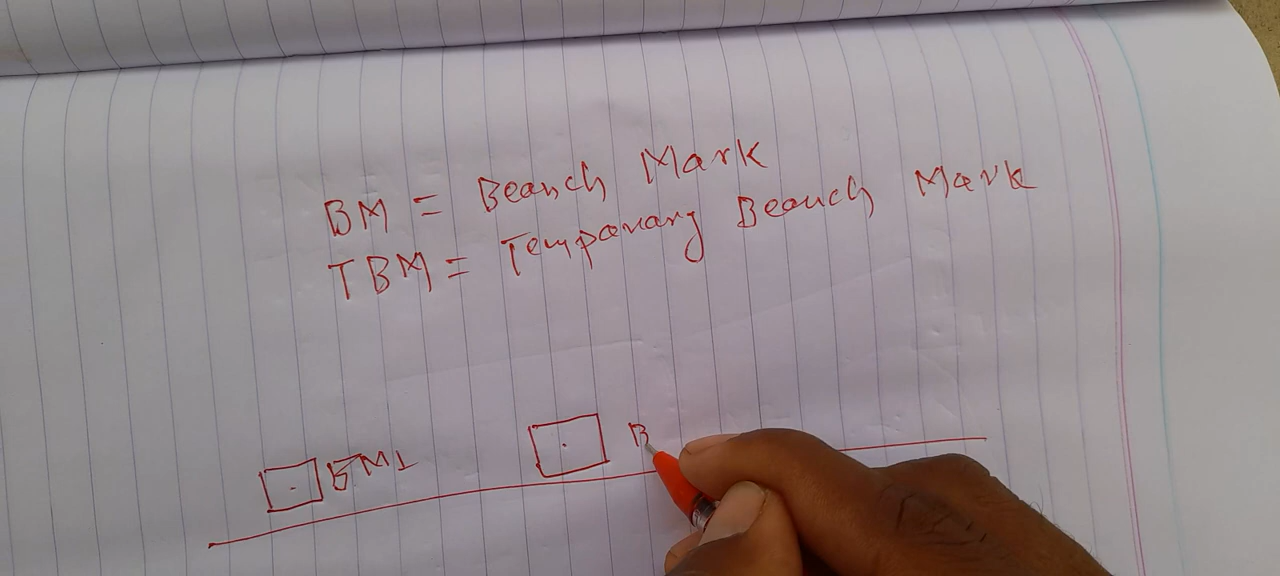 BM = Beanch Mark
TBM = Temparary Beanch Mark
BM1
B